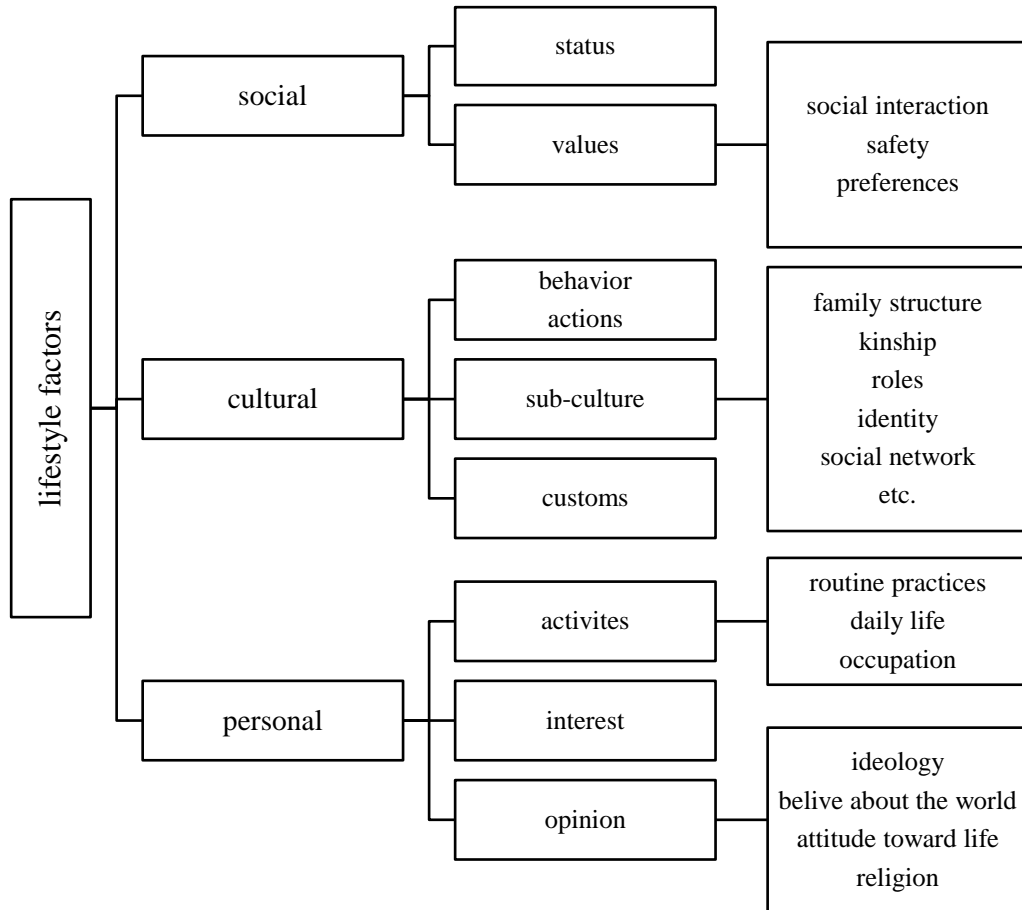 lifestyle factors
social
status
values
social interaction
safety
preferences
cultural
behavior
actions
sub-culture
customs
family structure
kinship
roles
identity
social network
etc.
personal
activites
interest
opinion
routine practices
daily life
occupation
ideology
belive about the world
attitude toward life
religion